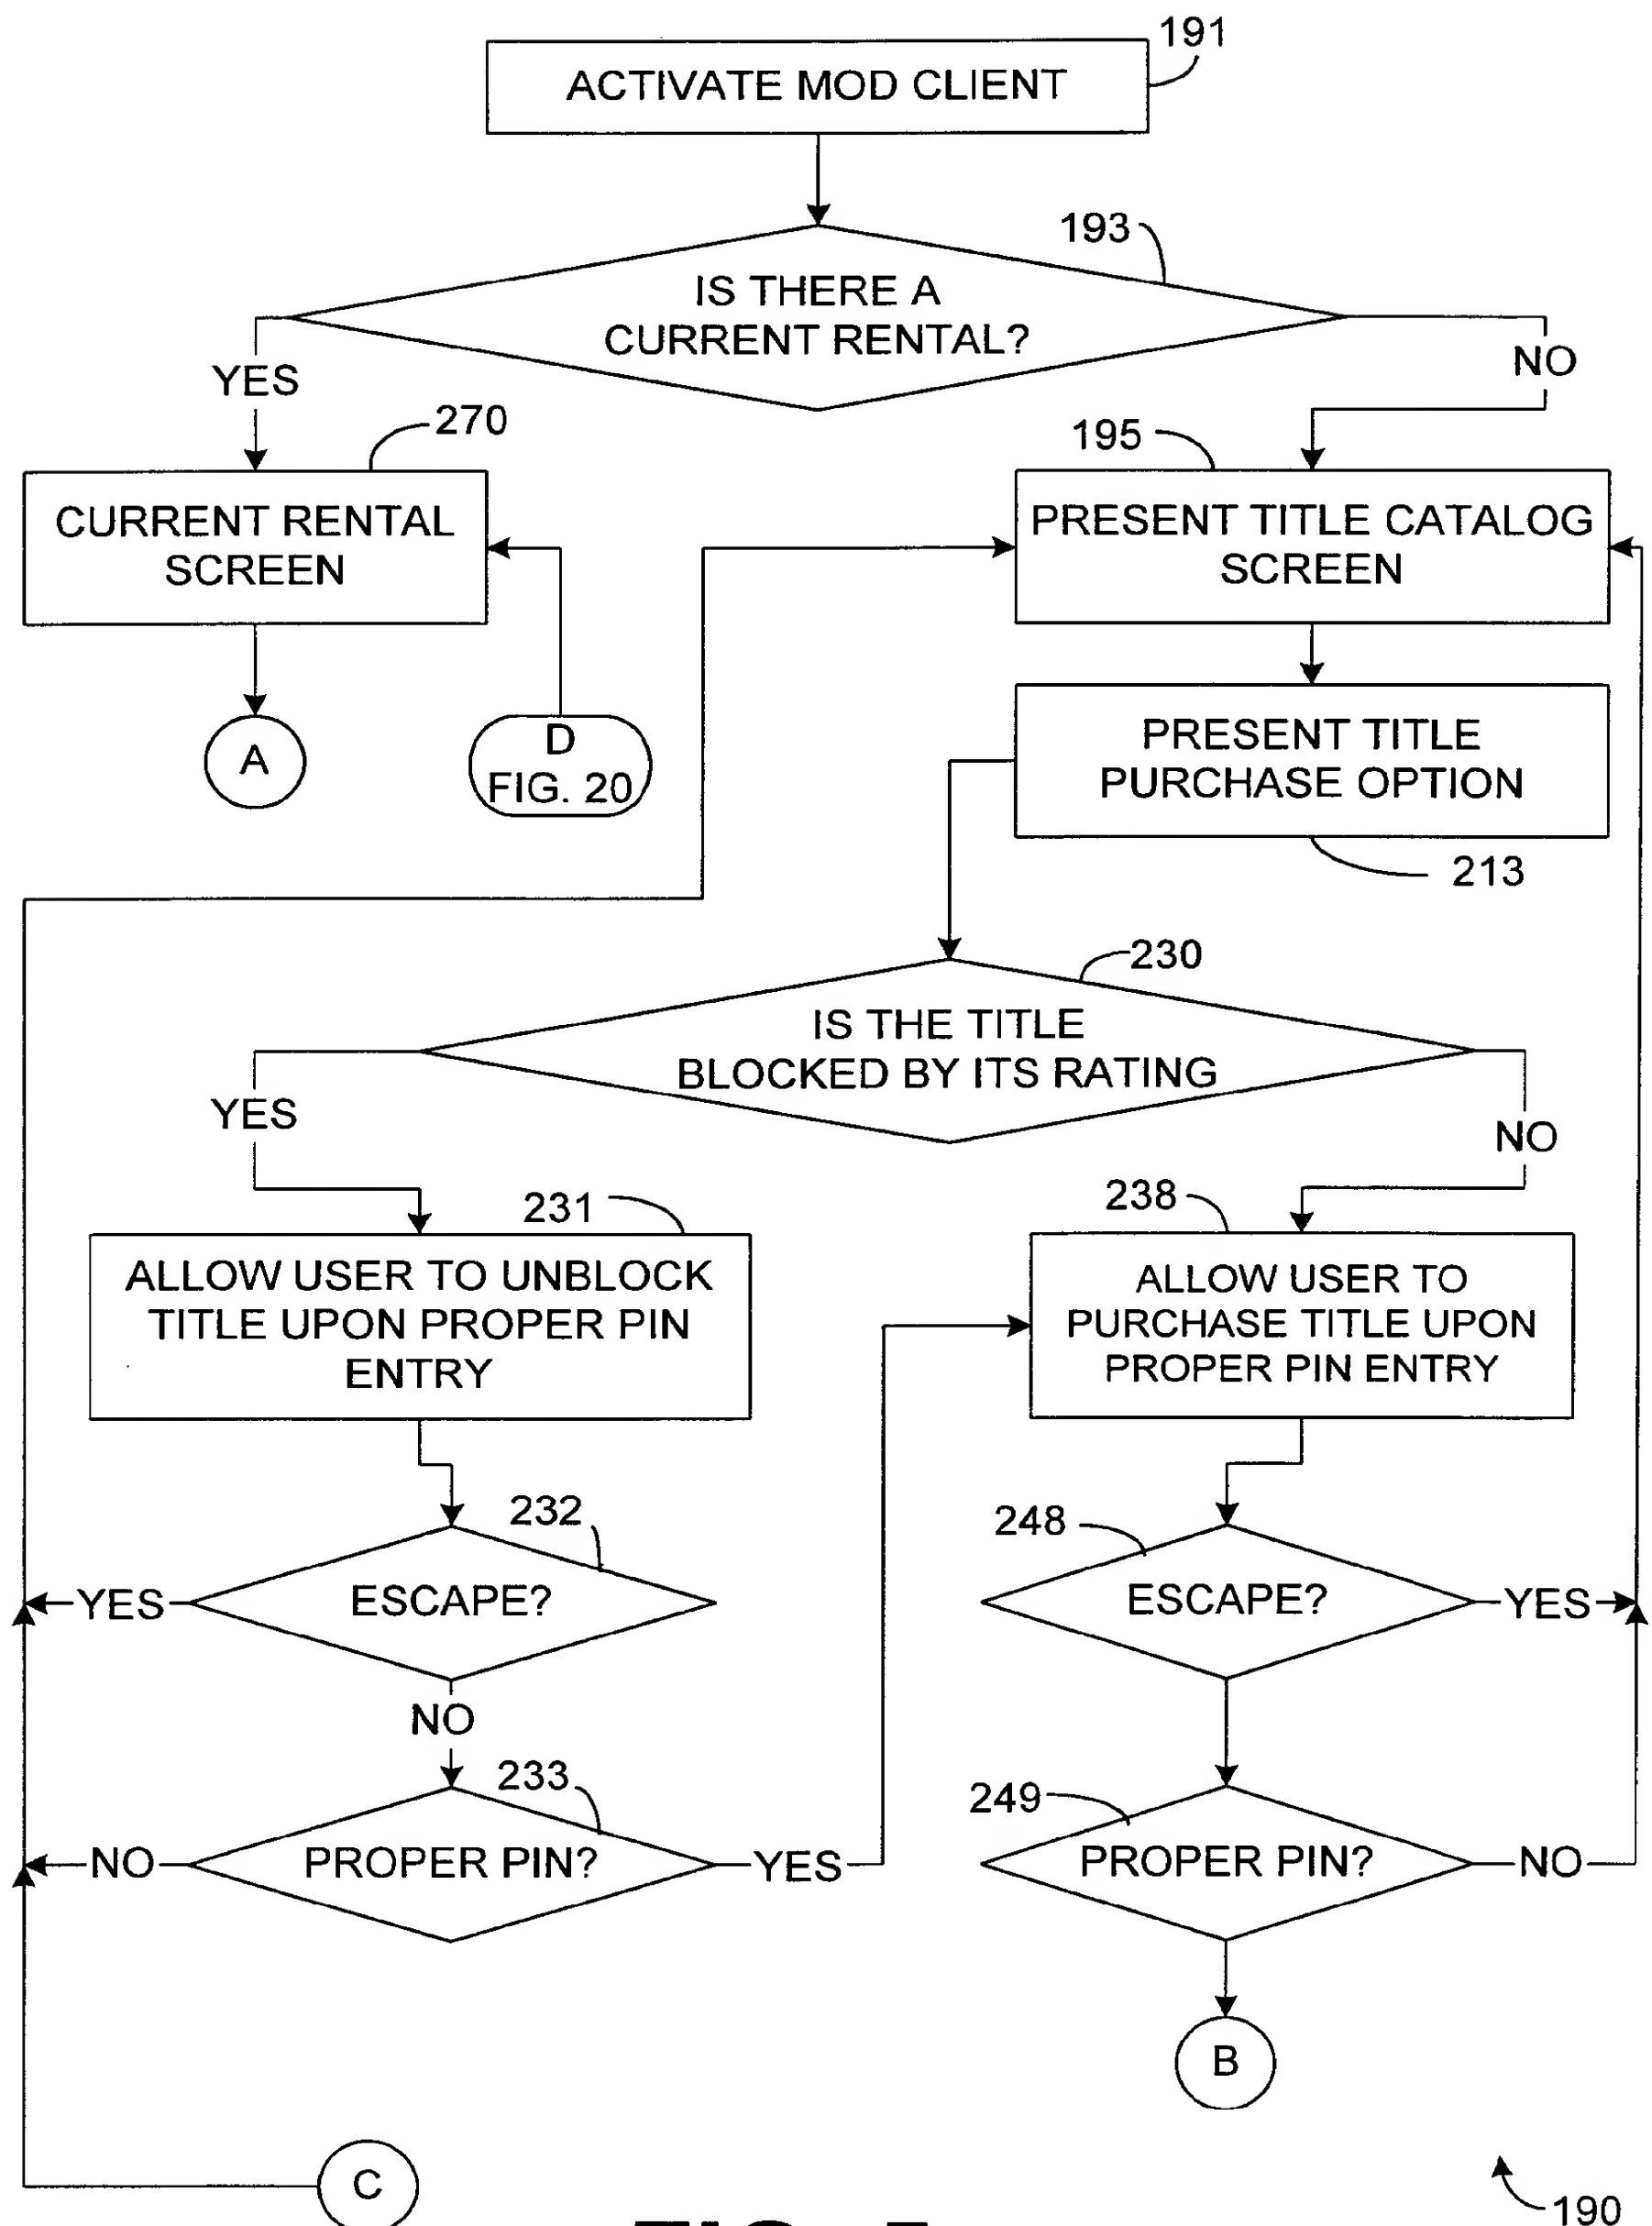 191
ACTIVATE MOD CLIENT
193
IS THERE A
CURRENT RENTAL?
YES
NO
270
195
CURRENT RENTAL
SCREEN
PRESENT TITLE CATALOG
SCREEN
A
D
FIG. 20
PRESENT TITLE
PURCHASE OPTION
213
230
IS THE TITLE
BLOCKED BY ITS RATING
YES
NO
231
238
ALLOW USER TO UNBLOCK
TITLE UPON PROPER PIN
ENTRY
ALLOW USER TO
PURCHASE TITLE UPON
PROPER PIN ENTRY
232
248
YES
ESCAPE?
ESCAPE?
YES
NO
233
249
NO
PROPER PIN?
YES
PROPER PIN?
NO
B
C
190